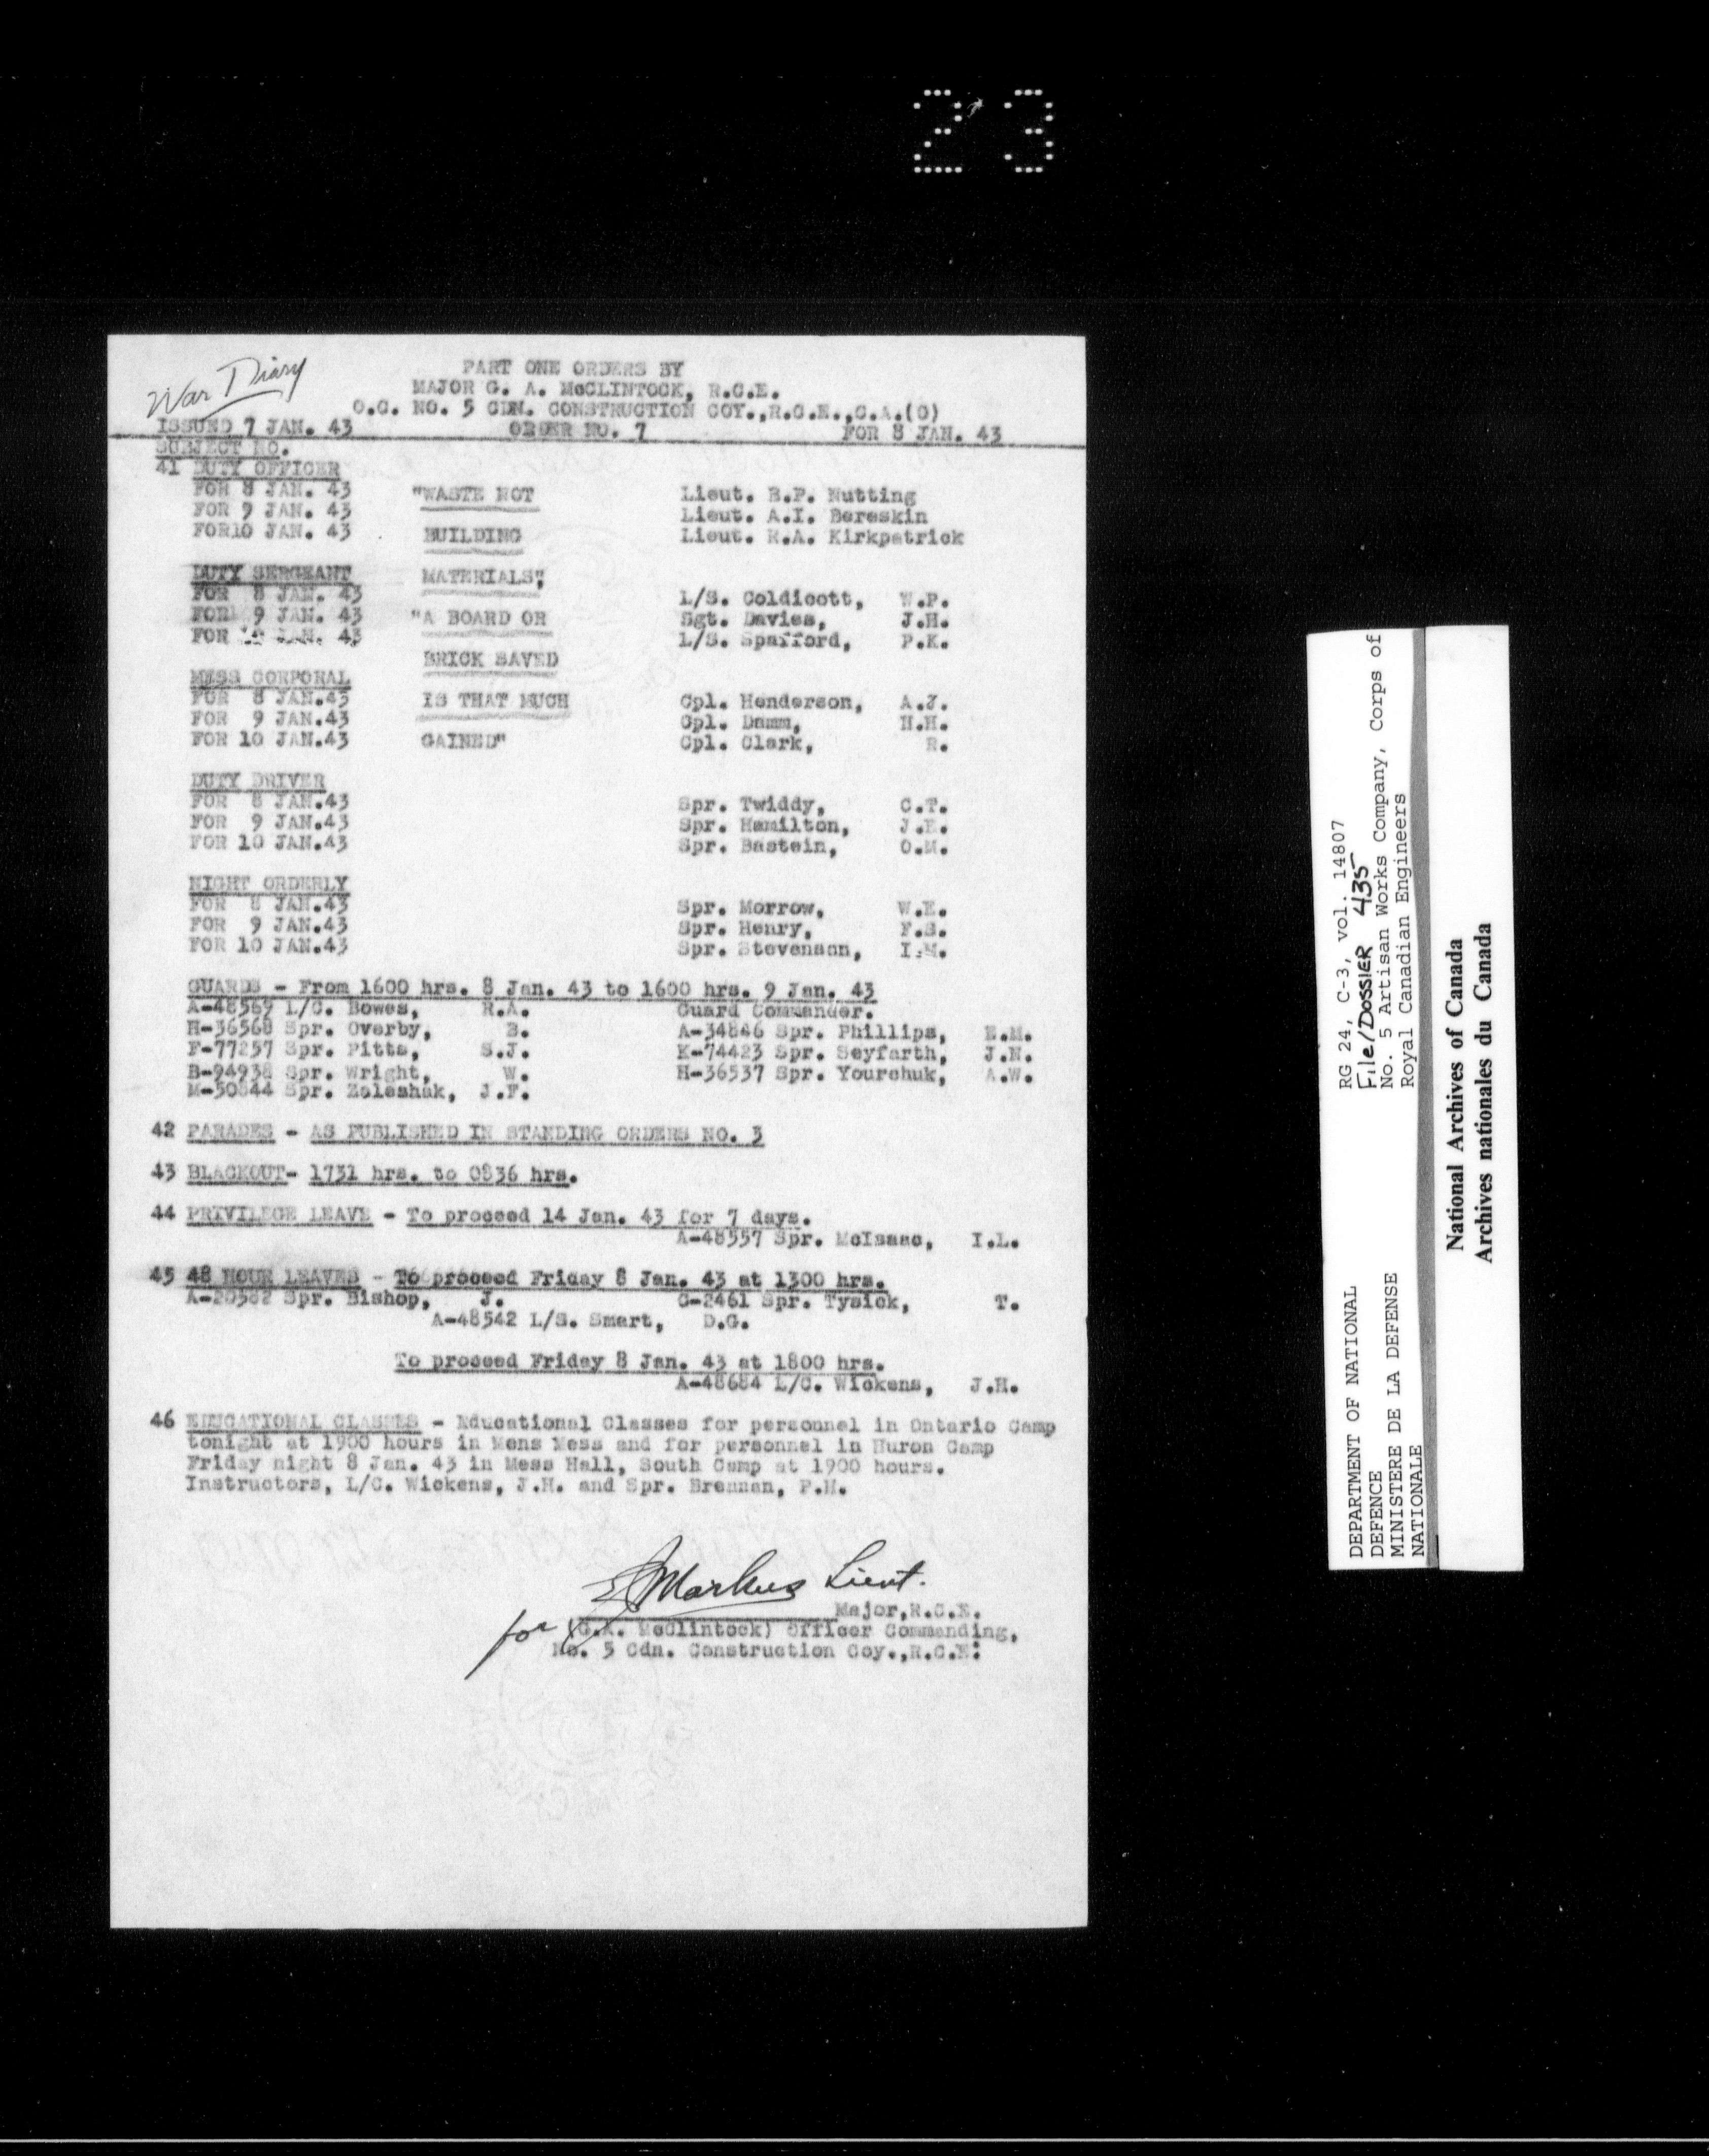 23
War Diary
PART ONE ORDERS BY
MAJOR G. A. McCLINTOCK, R.C.E.
O.C. NO. 5 CDN. CONSTRUCTION COY.,R.C.E.,C.A.(O)
ISSUED 7 JAN. 43 ORDER NO. 7 FOR 8 JAN. 43
SUBJECT NO.
41 DUTY OFFICER
FOR 8 JAN. 43 "WASTE NOT Lieut. R.P. Nutting
FOR 9 JAN. 43 Lieut. A.I. Bereskin
FOR10 JAN. 43 BUILDING Lieut. R.A. Kirkpatrick
DUTY SERGEANT MATERIALS",
FOR 8 JAN. 43 L/S. Coldicott, W.P.
FOR 9 JAN. 43 "A BOARD OR Sgt. Davies, J.H.
FOR JAN. 43 L/S. Spafford, P.K.
BRICK SAVED
MESS CORPORAL
FOR 8 JAN.43 IS THAT MUCH Cpl. Henderson, A.J.
FOR 9 JAN.43 Cpl. Damm, H.H.
FOR 10 JAN.43 GAINED" Cpl. Clark, R.
DUTY DRIVER
FOR 8 JAN.43 Spr. Twiddy, C.T.
FOR 9 JAN.43 Spr. Hamilton, J.E.
FOR 10 JAN.43 Spr. Bastein, O.M.
NIGHT ORDERLY
FOR 8 JAN.43 Spr. Morrow, W.E.
FOR 9 JAN.43 Spr. Henry, F.S.
FOR 10 JAN.43 Spr. Stevenson, I.M.
GUARDS - From 1600 hrs. 8 Jan. 43 to 1600 hrs. 9 Jan. 43
A-48569 L/C. Bowes, R.A. Guard Commander.
H-36568 Spr. Overby, B. A-34846 Spr. Phillips, E.M.
F-77257 Spr. Pitts, S.J. K-74423 Spr. Seyfarth, J.N.
B-94938 Spr. Wright, W. H-36537 Spr. Yourchuk, A.W.
M-50844 Spr. Zaleshak, J.F.
42 PARADES - AS PUBLISHED IN STANDING ORDERS NO. 3
43 BLACKOUT- 1731 hrs. to 0836 hrs.
44 PRIVILEGE LEAVE - To proceed 14 Jan. 43 for 7 days.
A-48557 Spr. McIsaac, I.L.
45 48 HOUR LEAVES - To proceed Friday 8 Jan. 43 at 1300 hrs.
A-20582 Spr. Bishop, J. C-2461 Spr. Tysick, T.
A-48542 L/S. Smart, D.G.
To proceed Friday 8 Jan. 43 at 1800 hrs.
A-48684 L/C. Wickens, J.H.
46 EDUCATIONAL CLASSES - Educational Classes for personnel in Ontario Camp
tonight at 1900 hours in Mens Mess and for personnel in Huron Camp
Friday night 8 Jan. 43 in Mess Hall, South Camp at 1900 hours.
Instructors, L/C. Wickens, J.H. and Spr. Brennan, P.H.
Markus Lieut.
Major,R.C.E.
for (G.A. McClintock) Officer Commanding,
No. 5 Cdn. Construction Coy.,R.C.E.
RG 24, C-3, vol. 14807
File/DOSSIER 435
No. 5 Artisan Works Company, Corps of
Royal Canadian Engineers
DEPARTMENT OF NATIONAL
DEFENCE
MINISTERE DE LA DEFENSE
NATIONALE
National Archives of Canada
Archives nationales du Canada